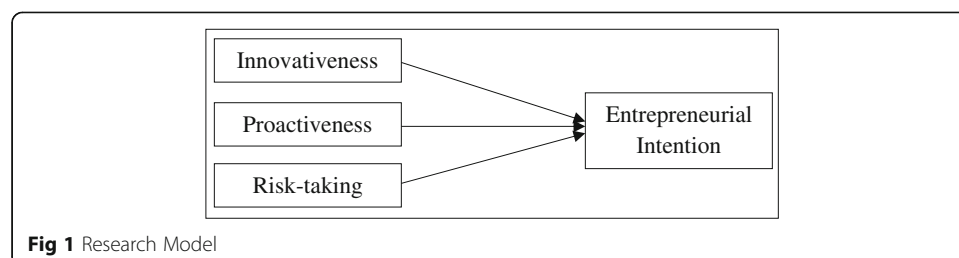 Innovativeness
Proactiveness
Risk-taking
Entrepreneurial
Intention
Fig 1 Research Model